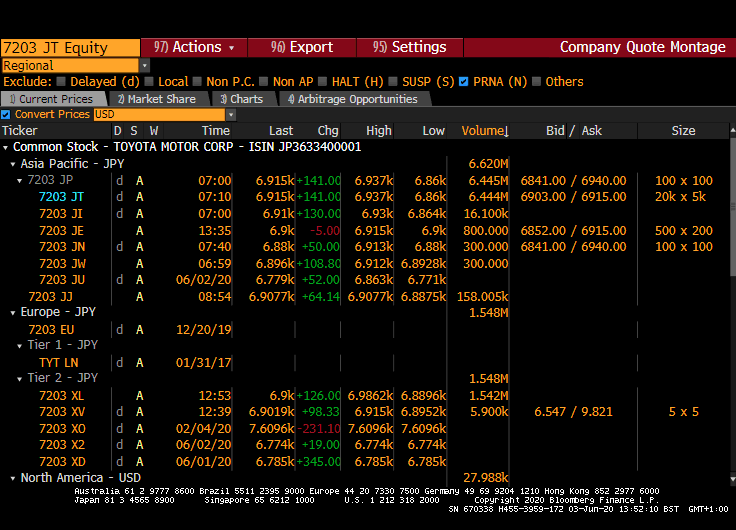 7203 JT Equity 97) Actions 96) Export 95) Settings Company Quote Montage
Regional
Exclude: Delayed (d) Local Non P.C. Non AP HALT (H) SUSP (S) PRNA (N) Others
1) Current Prices 2) Market Share 3) Charts 4) Arbitrage Opportunities
Convert Prices USD
Ticker D S W Time Last Chg High Low Volume↓ Bid / Ask Size
Common Stock - TOYOTA MOTOR CORP - ISIN JP3633400001
Asia Pacific - JPY 6.620M
7203 JP d A 07:00 6.915k +141.00 6.937k 6.86k 6.445M 6841.00 / 6940.00 100 x 100
7203 JT A 07:10 6.915k +141.00 6.937k 6.86k 6.444M 6903.00 / 6915.00 20k x 5k
7203 JI d A 07:00 6.91k +130.00 6.93k 6.864k 16.100k
7203 JE A 13:35 6.9k -5.00 6.915k 6.9k 800.000 6852.00 / 6915.00 500 x 200
7203 JN d A 07:40 6.88k +50.00 6.913k 6.88k 300.000 6841.00 / 6940.00 100 x 100
7203 JW A 06:59 6.896k +108.80 6.912k 6.8928k 300.000
7203 JU d A 06/02/20 6.779k +52.00 6.863k 6.771k
7203 JJ A 08:54 6.9077k +64.14 6.9077k 6.8875k 158.005k
Europe - JPY 1.548M
7203 EU d A 12/20/19
Tier 1 - JPY
TYT LN d A 01/31/17
Tier 2 - JPY 1.548M
7203 XL A 12:53 6.9k +126.00 6.9862k 6.8896k 1.542M
7203 XV d A 12:39 6.9019k +98.33 6.915k 6.8952k 5.900k 6.547 / 9.821 5 x 5
7203 XO d A 02/04/20 7.6096k -231.10 7.6096k 7.6096k
7203 X2 d A 06/02/20 6.774k +19.00 6.774k 6.774k
7203 XD d A 06/01/20 6.785k +345.00 6.785k 6.785k
North America - USD 27.988k
Australia 61 2 9777 8600 Brazil 5511 2395 9000 Europe 44 20 7330 7500 Germany 49 69 9204 1210 Hong Kong 852 2977 6000
Japan 81 3 4565 8900 Singapore 65 6212 1000 U.S. 1 212 318 2000 Copyright 2020 Bloomberg Finance L.P.
SN 670338 H455-3959-172 03-Jun-20 13:52:10 BST GMT+1:00